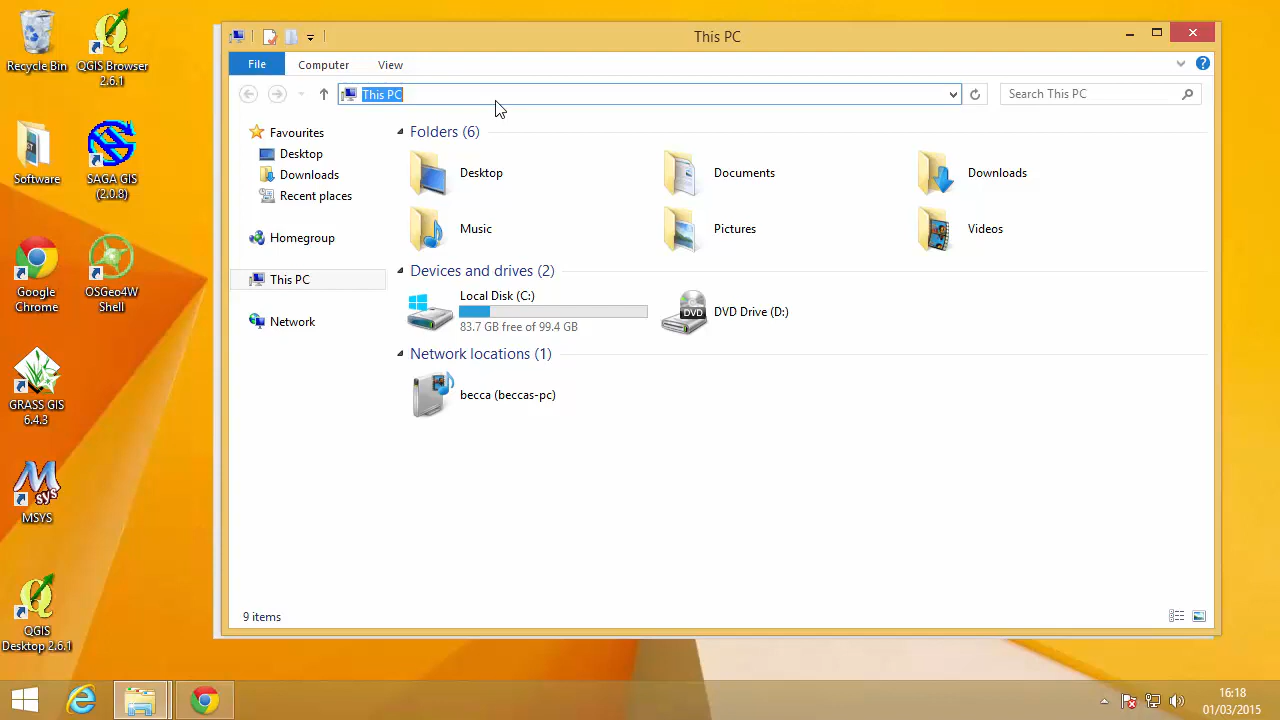 Recycle Bin
QGIS Browser
2.6.1
Software
SAGA GIS
(2.0.8)
Google
Chrome
OSGeo4W
Shell
GRASS GIS
6.4.3
Msys
MSYS
QGIS
Desktop 2.6.1
This PC
File
Computer
View
This PC
Search This PC
Favourites
Desktop
Downloads
Recent places
Homegroup
This PC
Network
Folders (6)
Desktop
Documents
Downloads
Music
Pictures
Videos
Devices and drives (2)
Local Disk (C:)
83.7 GB free of 99.4 GB
DVD
DVD Drive (D:)
Network locations (1)
becca (beccas-pc)
9 items
16:18
01/03/2015